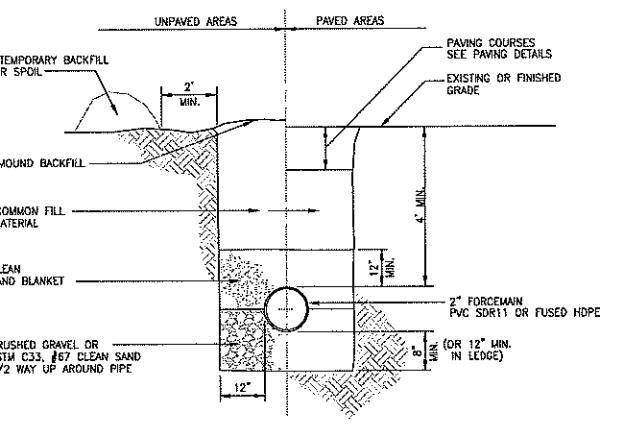 UNPAVED AREAS
PAVED AREAS
TEMPORARY BACKFILL
R SPOIL
2'
MIN.
PAVING COURSES
SEE PAVING DETAILS
EXISTING OR FINISHED
GRADE
MOUND BACKFILL
4' MIN.
COMMON FILL
ATERIAL
12"
MIN.
LEAN
AND BLANKET
2" FORCEMAIN
PVC SDR11 OR FUSED HDPE
RUSHED GRAVEL OR
STM C33, #67 CLEAN SAND
/2 WAY UP AROUND PIPE
8"
MIN.
(OR 12" MIN.
IN LEDGE)
12"